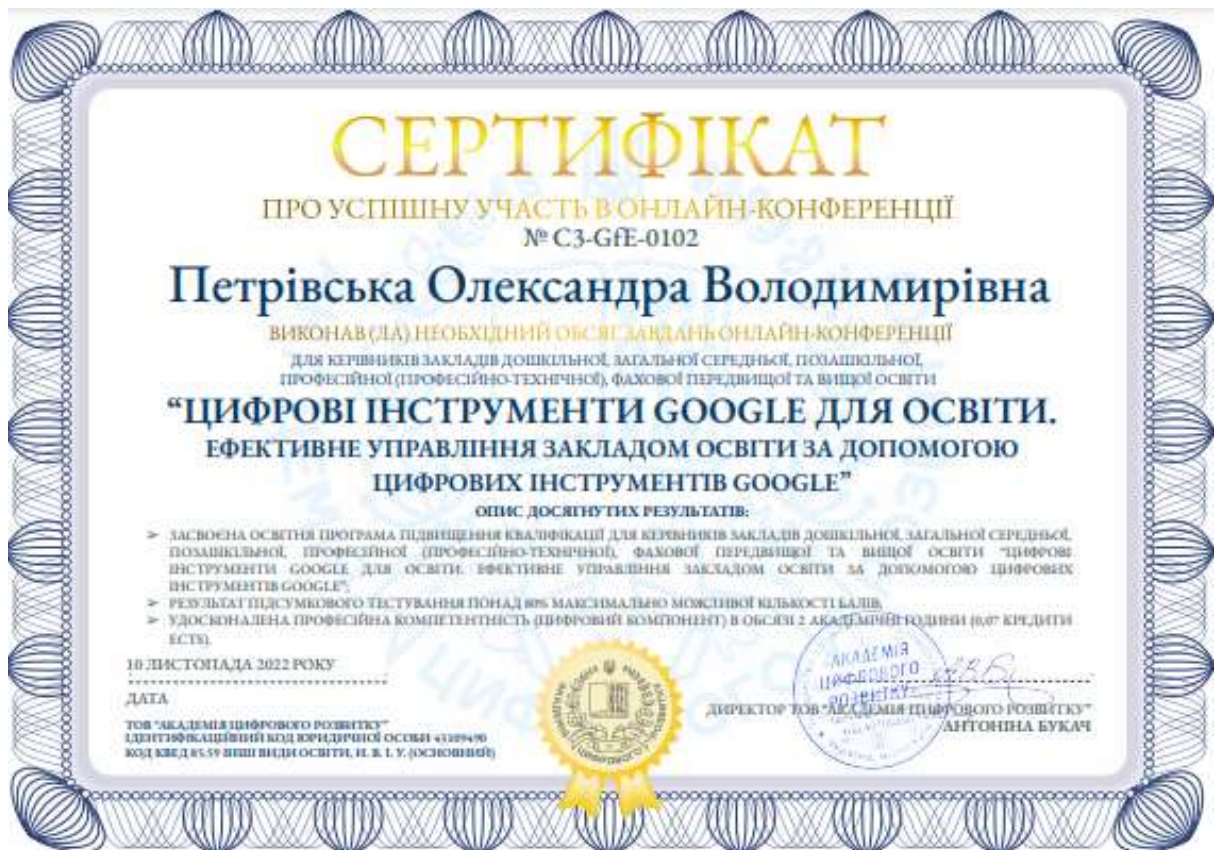 СЕРТИФІКАТ
ПРО УСПІШНУ УЧАСТЬ В ОНЛАЙН-КОНФЕРЕНЦІЇ
№ C3-GfE-0102
Петрівська Олександра Володимирівна
ВИКОНАВ(ЛА) НЕОБХІДНИЙ ОБСЯГ ЗАВДАНЬ ОНЛАЙН-КОНФЕРЕНЦІЇ
ДЛЯ КЕРІВНИКІВ ЗАКЛАДІВ ДОШКІЛЬНОЇ, ЗАГАЛЬНОЇ СЕРЕДНЬОЇ, ПОЗАШКІЛЬНОЇ,
ПРОФЕСІЙНОЇ (ПРОФЕСІЙНО-ТЕХНІЧНОЇ), ФАХОВОЇ ПЕРЕДВИЩОЇ ТА ВИЩОЇ ОСВІТИ
“ЦИФРОВІ ІНСТРУМЕНТИ GOOGLE ДЛЯ ОСВІТИ.
ЕФЕКТИВНЕ УПРАВЛІННЯ ЗАКЛАДОМ ОСВІТИ ЗА ДОПОМОГОЮ
ЦИФРОВИХ ІНСТРУМЕНТІВ GOOGLE”
ОПИС ДОСЯГНУТИХ РЕЗУЛЬТАТІВ:
➢ ЗАСВОЄНА ОСВІТНЯ ПРОГРАМА ПІДВИЩЕННЯ КВАЛІФІКАЦІЇ ДЛЯ КЕРІВНИКІВ ЗАКЛАДІВ ДОШКІЛЬНОЇ, ЗАГАЛЬНОЇ СЕРЕДНЬОЇ,
ПОЗАШКІЛЬНОЇ, ПРОФЕСІЙНОЇ (ПРОФЕСІЙНО-ТЕХНІЧНОЇ), ФАХОВОЇ ПЕРЕДВИЩОЇ ТА ВИЩОЇ ОСВІТИ “ЦИФРОВІ
ІНСТРУМЕНТИ GOOGLE ДЛЯ ОСВІТИ. ЕФЕКТИВНЕ УПРАВЛІННЯ ЗАКЛАДОМ ОСВІТИ ЗА ДОПОМОГОЮ ЦИФРОВИХ
ІНСТРУМЕНТІВ GOOGLE”;
➢ РЕЗУЛЬТАТ ПІДСУМКОВОГО ТЕСТУВАННЯ ПОНАД 80% МАКСИМАЛЬНО МОЖЛИВОЇ КІЛЬКОСТІ БАЛІВ;
➢ УДОСКОНАЛЕНА ПРОФЕСІЙНА КОМПЕТЕНТНІСТЬ (ЦИФРОВИЙ КОМПОНЕНТ) В ОБСЯЗІ 2 АКАДЕМІЧНІ ГОДИНИ (0,07 КРЕДИТИ
ЕСТS).
10 ЛИСТОПАДА 2022 РОКУ
ДАТА
ТОВ “АКАДЕМІЯ ЦИФРОВОГО РОЗВИТКУ”
ІДЕНТИФІКАЦІЙНИЙ КОД ЮРИДИЧНОЇ ОСОБИ 43109490
КОД КВЕД 85.59 ІНШІ ВИДИ ОСВІТИ, Н. В. І. У. (ОСНОВНИЙ)
АКАДЕМІЯ
ЦИФРОВОГО
РОЗВИТКУ
ДИРЕКТОР ТОВ “АКАДЕМІЯ ЦИФРОВОГО РОЗВИТКУ”
АНТОНІНА БУКАЧ